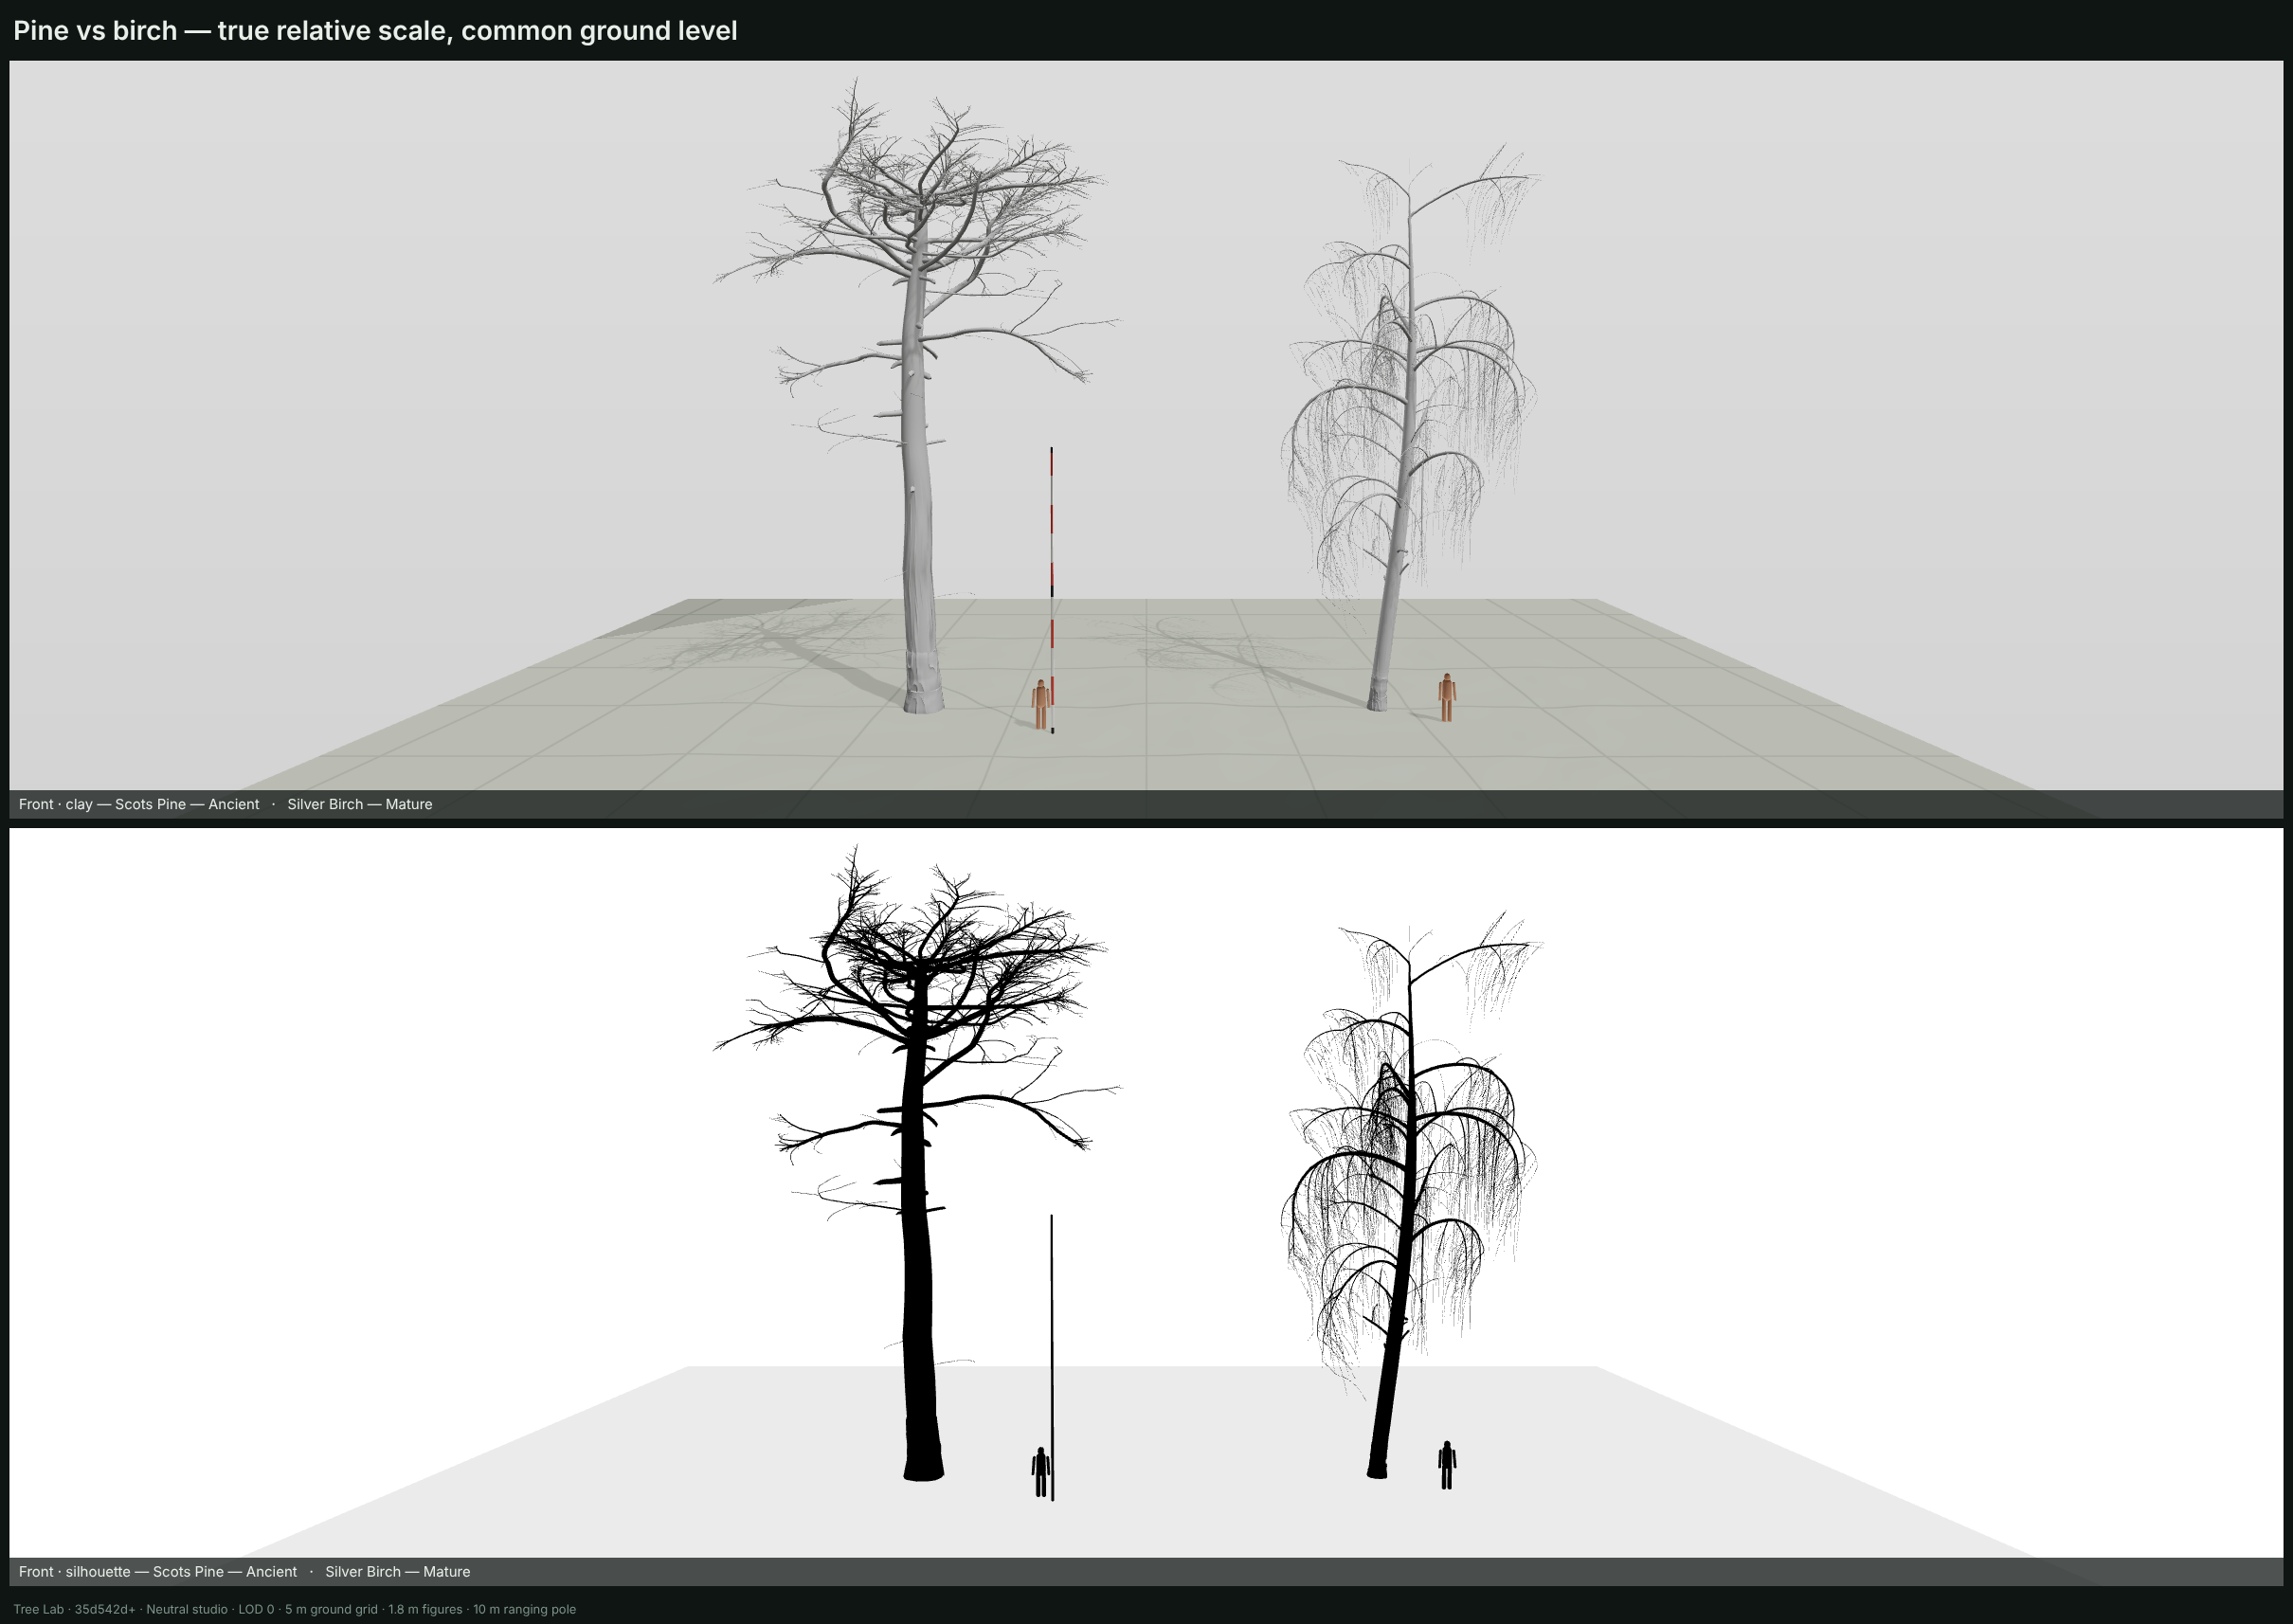 Pine vs birch — true relative scale, common ground level
Front · clay — Scots Pine — Ancient · Silver Birch — Mature
Front · silhouette — Scots Pine — Ancient · Silver Birch — Mature
Tree Lab · 35d542d+ · Neutral studio · LOD 0 · 5 m ground grid · 1.8 m figures · 10 m ranging pole